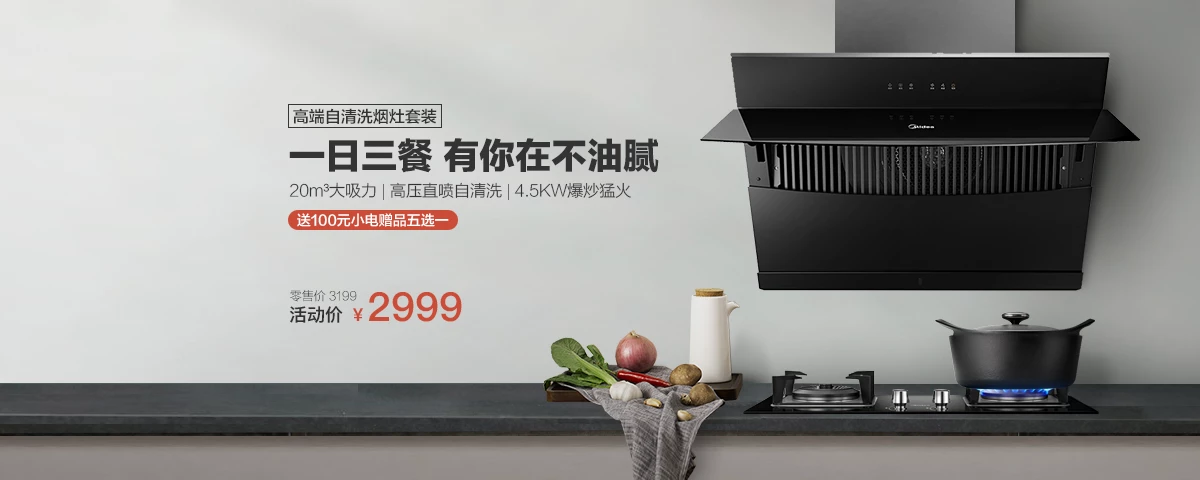 高端自清洗烟灶套装
一日三餐 有你在不油腻
20m³大吸力 | 高压直喷自清洗 | 4.5KW爆炒猛火
送100元小电赠品五选一
零售价 3199
活动价 ¥ 2999
Midea